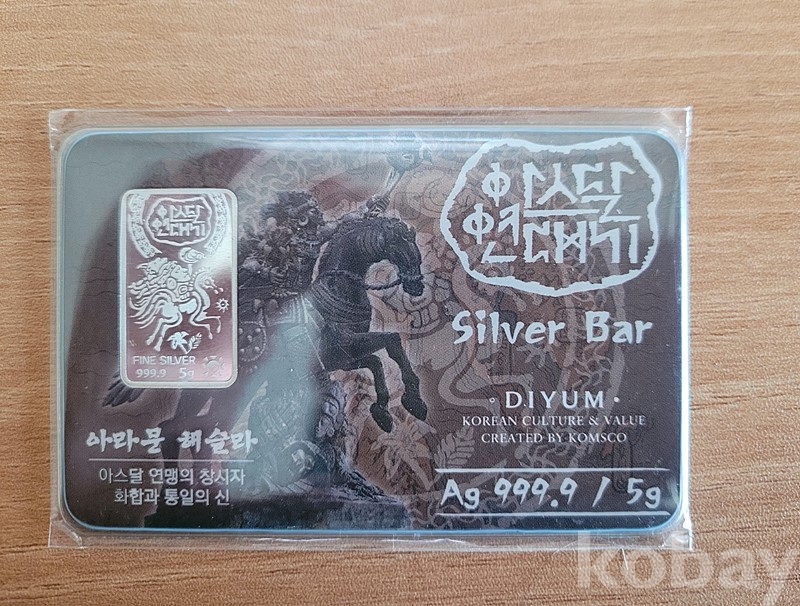 아스달
연대기
FINE SILVER
999.9 5g
아라문 해슬라
아스달 연맹의 창시자
화합과 통일의 신
아스달
연대기
Silver Bar
DIYUM
KOREAN CULTURE & VALUE
CREATED BY KOMSCO
Ag 999.9 / 5g
kobay